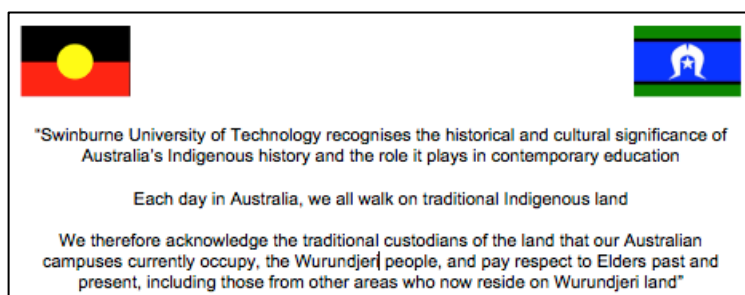 “Swinburne University of Technology recognises the historical and cultural significance of
Australia's Indigenous history and the role it plays in contemporary education
Each day in Australia, we all walk on traditional Indigenous land
We therefore acknowledge the traditional custodians of the land that our Australian
campuses currently occupy, the Wurundjeri people, and pay respect to Elders past and
present, including those from other areas who now reside on Wurundjeri land”